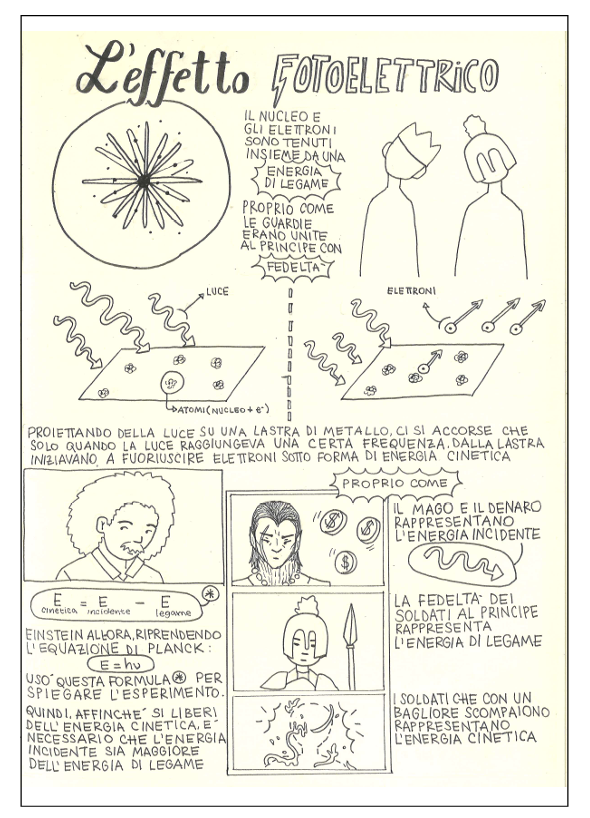 L'effetto FOTOELETTRICO
IL NUCLEO E
GLI ELETTRONI
SONO TENUTI
INSIEME DA UNA
ENERGIA
DI LEGAME
PROPRIO COME
LE GUARDIE
ERANO UNITE
AL PRINCIPE CON
FEDELTA'
LUCE
ATOMI (NUCLEO + e-)
ELETTRONI
PROIETTANDO DELLA LUCE SU UNA LASTRA DI METALLO, CI SI ACCORSE CHE
SOLO QUANDO LA LUCE RAGGIUNGEVA UNA CERTA FREQUENZA, DALLA LASTRA
INIZIAVANO A FUORIUSCIRE ELETTRONI SOTTO FORMA DI ENERGIA CINETICA
E cinetica = E incidente - E legame *
EINSTEIN ALLORA, RIPRENDENDO
L'EQUAZIONE DI PLANCK:
E = hν
USO' QUESTA FORMULA * PER
SPIEGARE L'ESPERIMENTO.
QUINDI, AFFINCHE' SI LIBERI
DELL'ENERGIA CINETICA, E'
NECESSARIO CHE L'ENERGIA
INCIDENTE SIA MAGGIORE
DELL'ENERGIA DI LEGAME
PROPRIO COME
$
$
$
IL MAGO E IL DENARO
RAPPRESENTANO
L'ENERGIA INCIDENTE
LA FEDELTA' DEI
SOLDATI AL PRINCIPE
RAPPRESENTA
L'ENERGIA DI LEGAME
I SOLDATI CHE CON UN
BAGLIORE SCOMPAIONO
RAPPRESENTANO
L'ENERGIA CINETICA